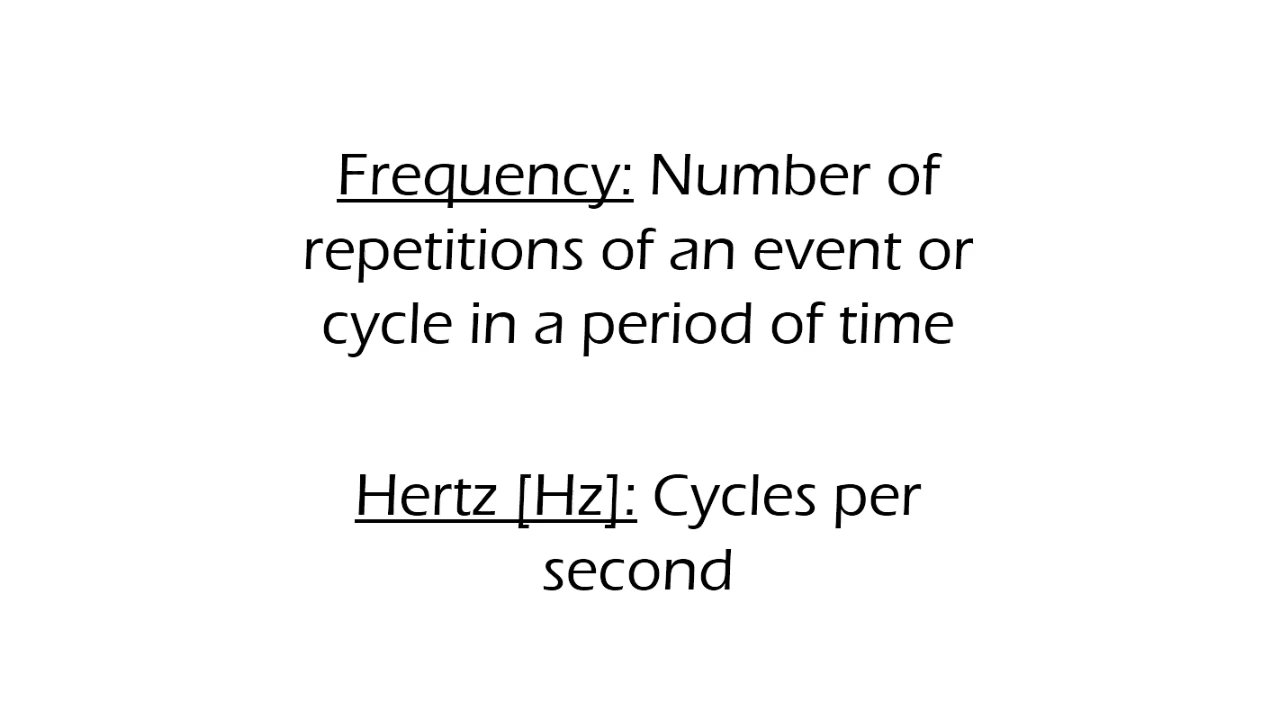 Frequency: Number of
repetitions of an event or
cycle in a period of time
Hertz [Hz]: Cycles per
second